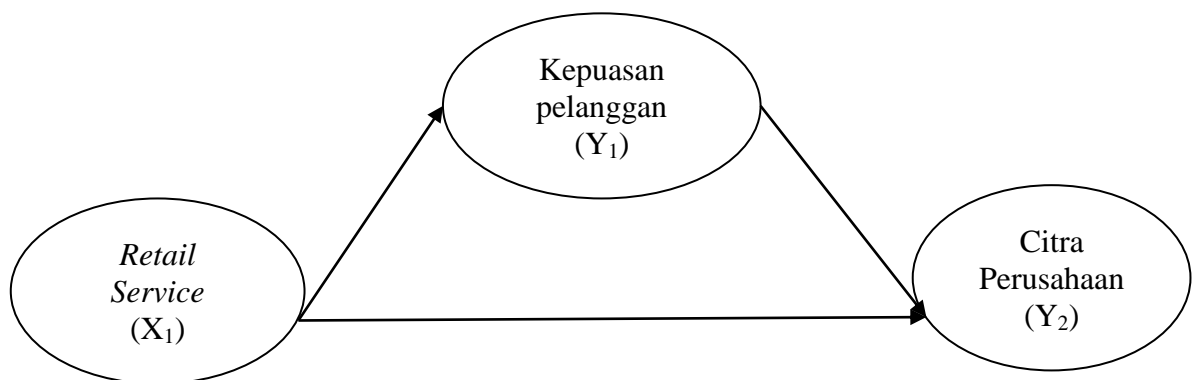 Kepuasan
pelanggan
(Y₁)
Retail
Service
(X₁)
Citra
Perusahaan
(Y₂)